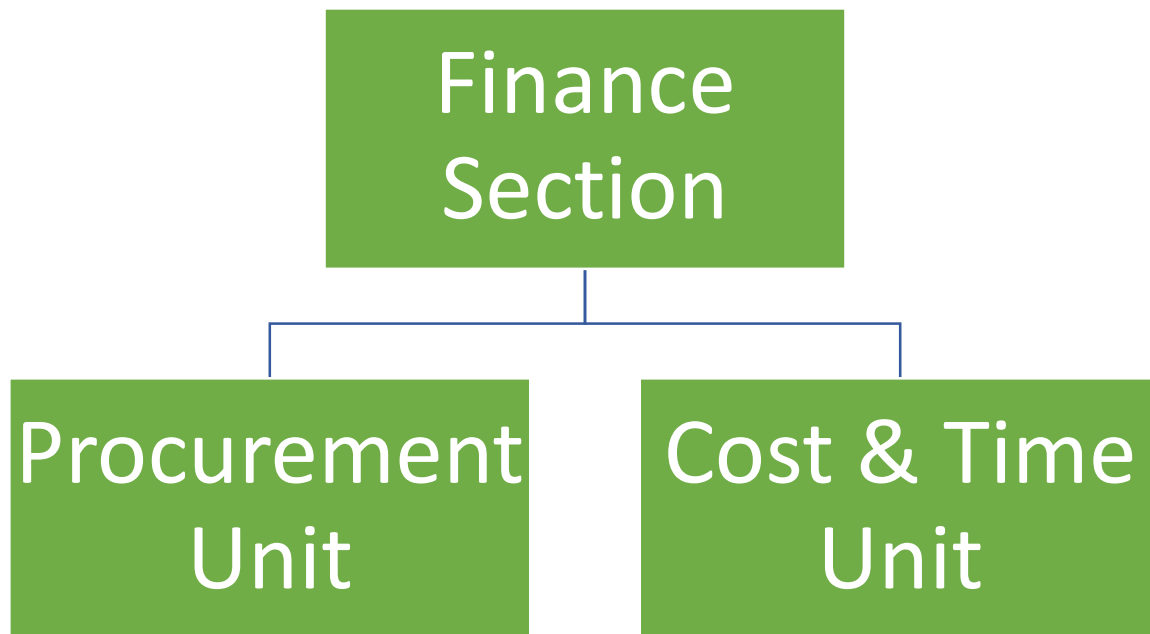 Finance
Section
Procurement
Unit
Cost & Time
Unit